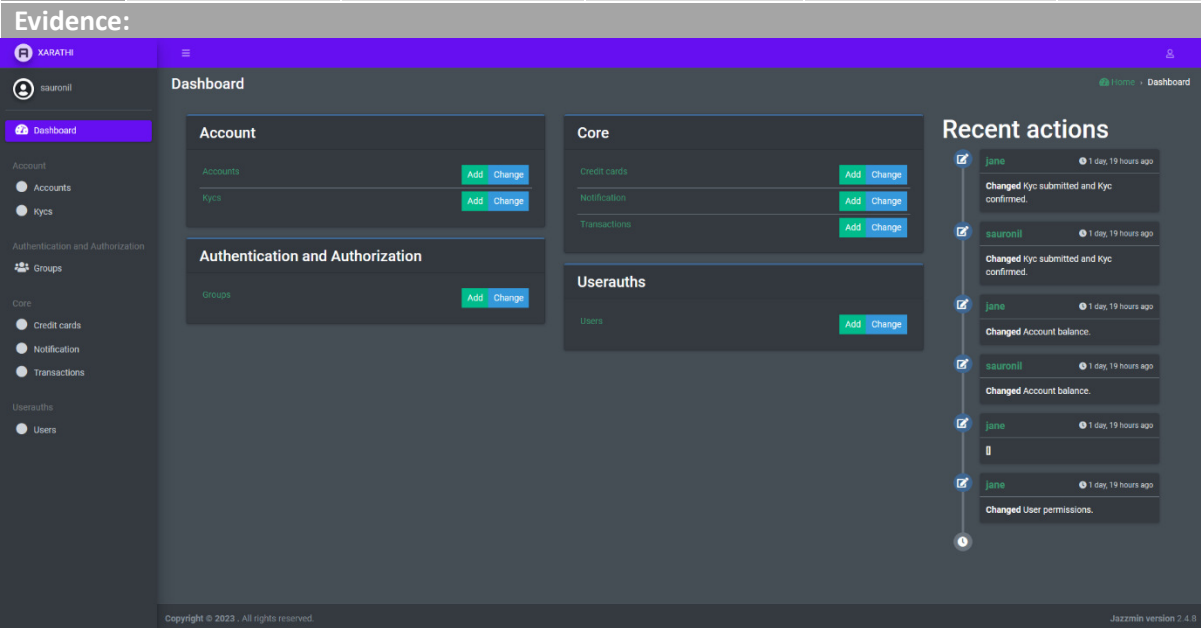 Evidence:
XARATHI
sauronil
Dashboard
Account
Accounts
Kycs
Authentication and Authorization
Groups
Core
Credit cards
Notification
Transactions
Userauths
Users
Dashboard
Home › Dashboard
Account
Accounts Add Change
Kycs Add Change
Authentication and Authorization
Groups Add Change
Core
Credit cards Add Change
Notification Add Change
Transactions Add Change
Userauths
Users Add Change
Recent actions
jane 1 day, 19 hours ago
Changed Kyc submitted and Kyc
confirmed.
sauronil 1 day, 19 hours ago
Changed Kyc submitted and Kyc
confirmed.
jane 1 day, 19 hours ago
Changed Account balance.
sauronil 1 day, 19 hours ago
Changed Account balance.
jane 1 day, 19 hours ago
[]
jane 1 day, 19 hours ago
Changed User permissions.
Copyright © 2023 . All rights reserved.
Jazzmin version 2.4.8